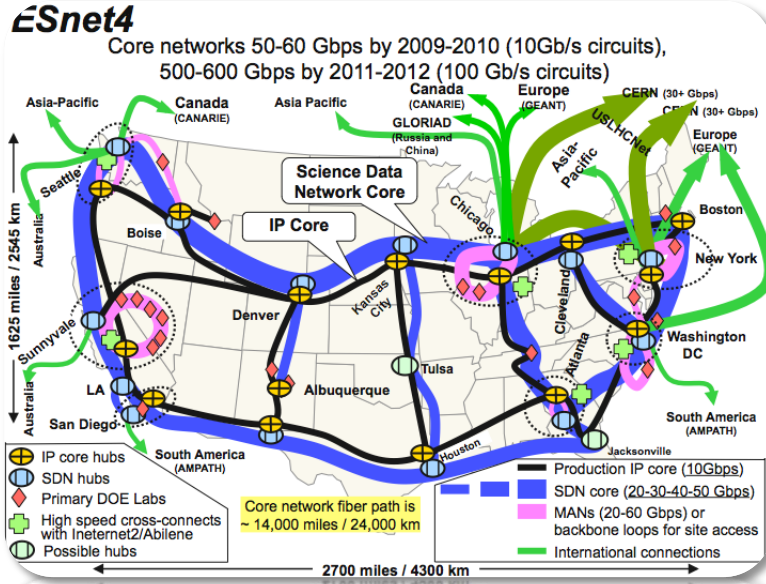 ESnet4
Core networks 50-60 Gbps by 2009-2010 (10Gb/s circuits),
500-600 Gbps by 2011-2012 (100 Gb/s circuits)
Asia-Pacific
Canada
(CANARIE)
Asia Pacific
Canada
(CANARIE)
Europe
(GEANT)
CERN (30+ Gbps)
CERN (30+ Gbps)
GLORIAD
(Russia and
China)
USLHCNet
Europe
(GEANT)
Asia-
Pacific
Science Data
Network Core
IP Core
Seattle
Boise
Chicago
Boston
New York
Australia
1625 miles / 2545 km
Sunnyvale
Denver
Kansas
City
Cleveland
Washington
DC
Tulsa
Atlanta
Albuquerque
LA
San Diego
Australia
South America
(AMPATH)
South America
(AMPATH)
Houston
Jacksonville
IP core hubs
SDN hubs
Primary DOE Labs
High speed cross-connects
with Ineternet2/Abilene
Possible hubs
Core network fiber path is
~ 14,000 miles / 24,000 km
Production IP core (10Gbps)
SDN core (20-30-40-50 Gbps)
MANs (20-60 Gbps) or
backbone loops for site access
International connections
2700 miles / 4300 km